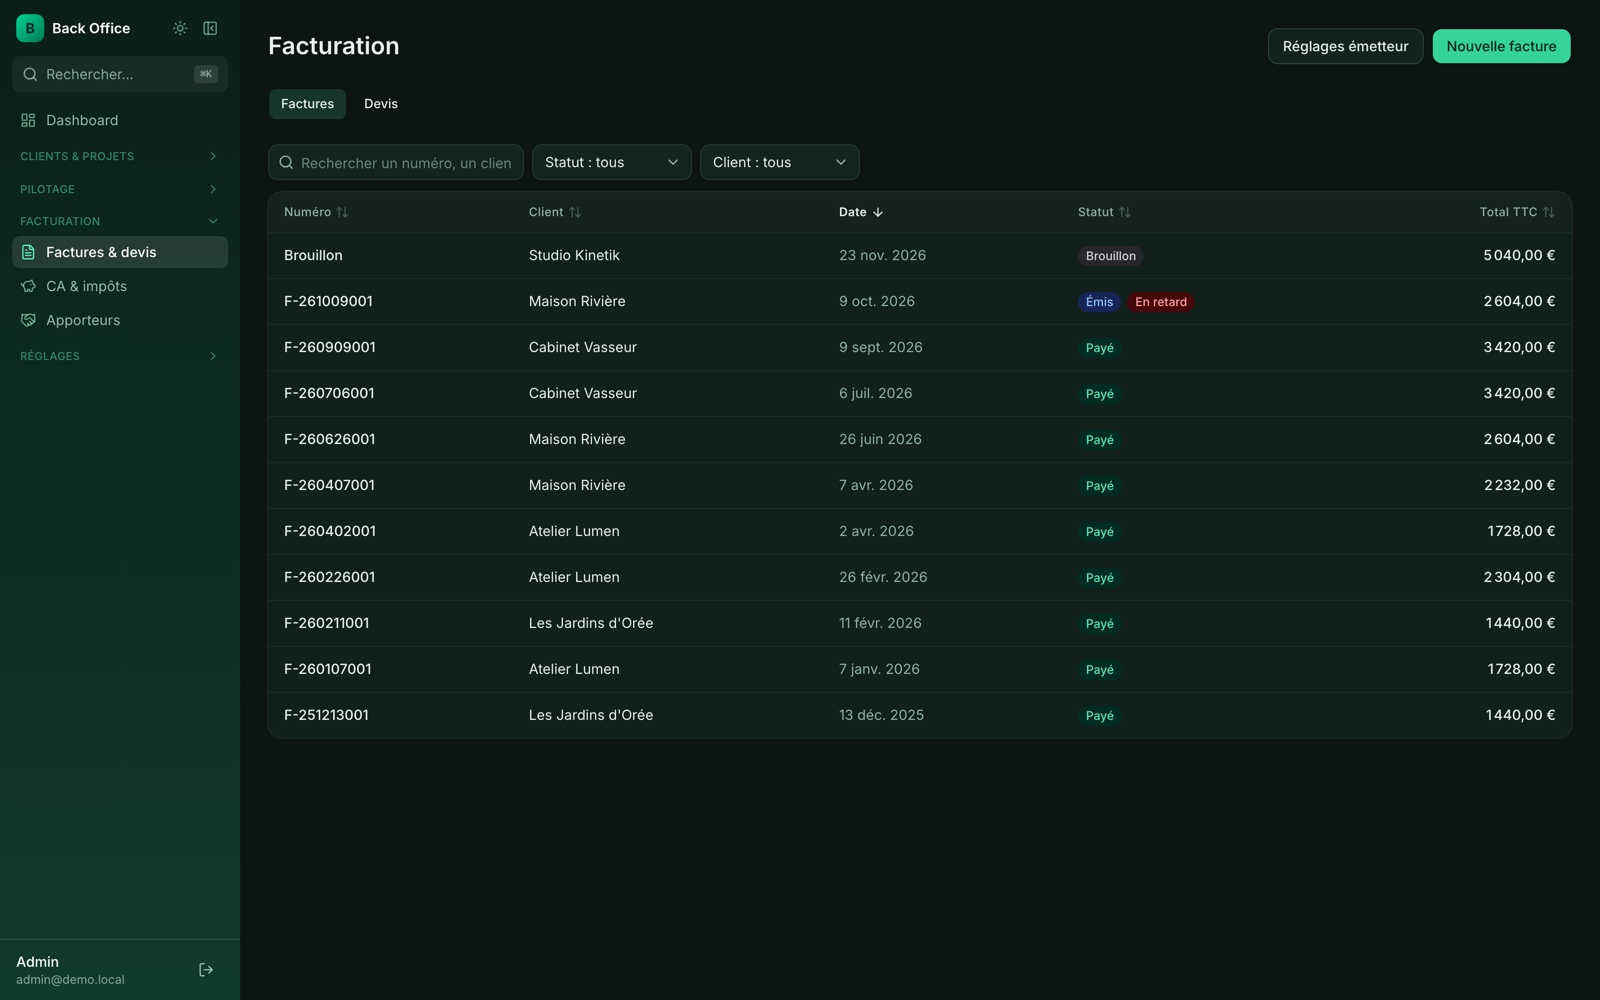 B Back Office
Rechercher... ⌘K
Dashboard
CLIENTS & PROJETS
PILOTAGE
FACTURATION
Factures & devis
CA & impôts
Apporteurs
RÉGLAGES
Admin
admin@demo.local
Facturation
Réglages émetteur Nouvelle facture
Factures Devis
Rechercher un numéro, un clien Statut : tous Client : tous
Numéro Client Date Statut Total TTC
Brouillon Studio Kinetik 23 nov. 2026 Brouillon 5 040,00 €
F-261009001 Maison Rivière 9 oct. 2026 Émis En retard 2 604,00 €
F-260909001 Cabinet Vasseur 9 sept. 2026 Payé 3 420,00 €
F-260706001 Cabinet Vasseur 6 juil. 2026 Payé 3 420,00 €
F-260626001 Maison Rivière 26 juin 2026 Payé 2 604,00 €
F-260407001 Maison Rivière 7 avr. 2026 Payé 2 232,00 €
F-260402001 Atelier Lumen 2 avr. 2026 Payé 1 728,00 €
F-260226001 Atelier Lumen 26 févr. 2026 Payé 2 304,00 €
F-260211001 Les Jardins d'Orée 11 févr. 2026 Payé 1 440,00 €
F-260107001 Atelier Lumen 7 janv. 2026 Payé 1 728,00 €
F-251213001 Les Jardins d'Orée 13 déc. 2025 Payé 1 440,00 €